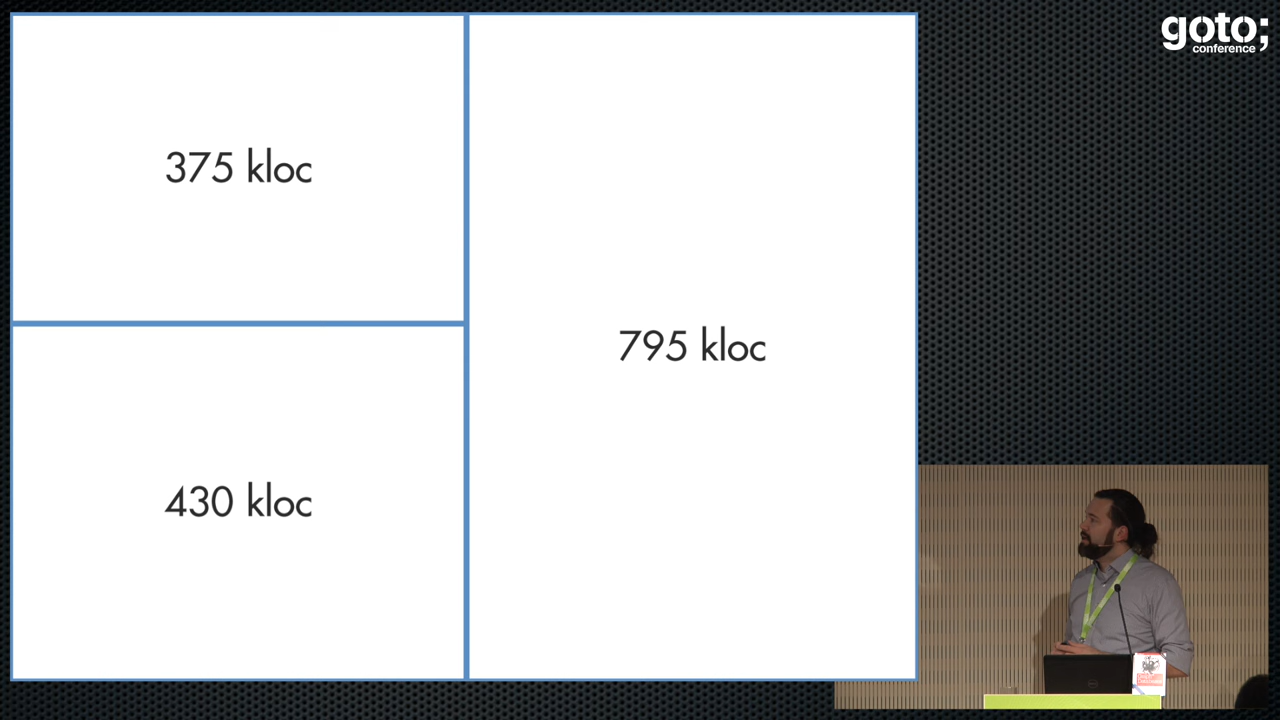 goto;
conference
375 kloc
795 kloc
430 kloc